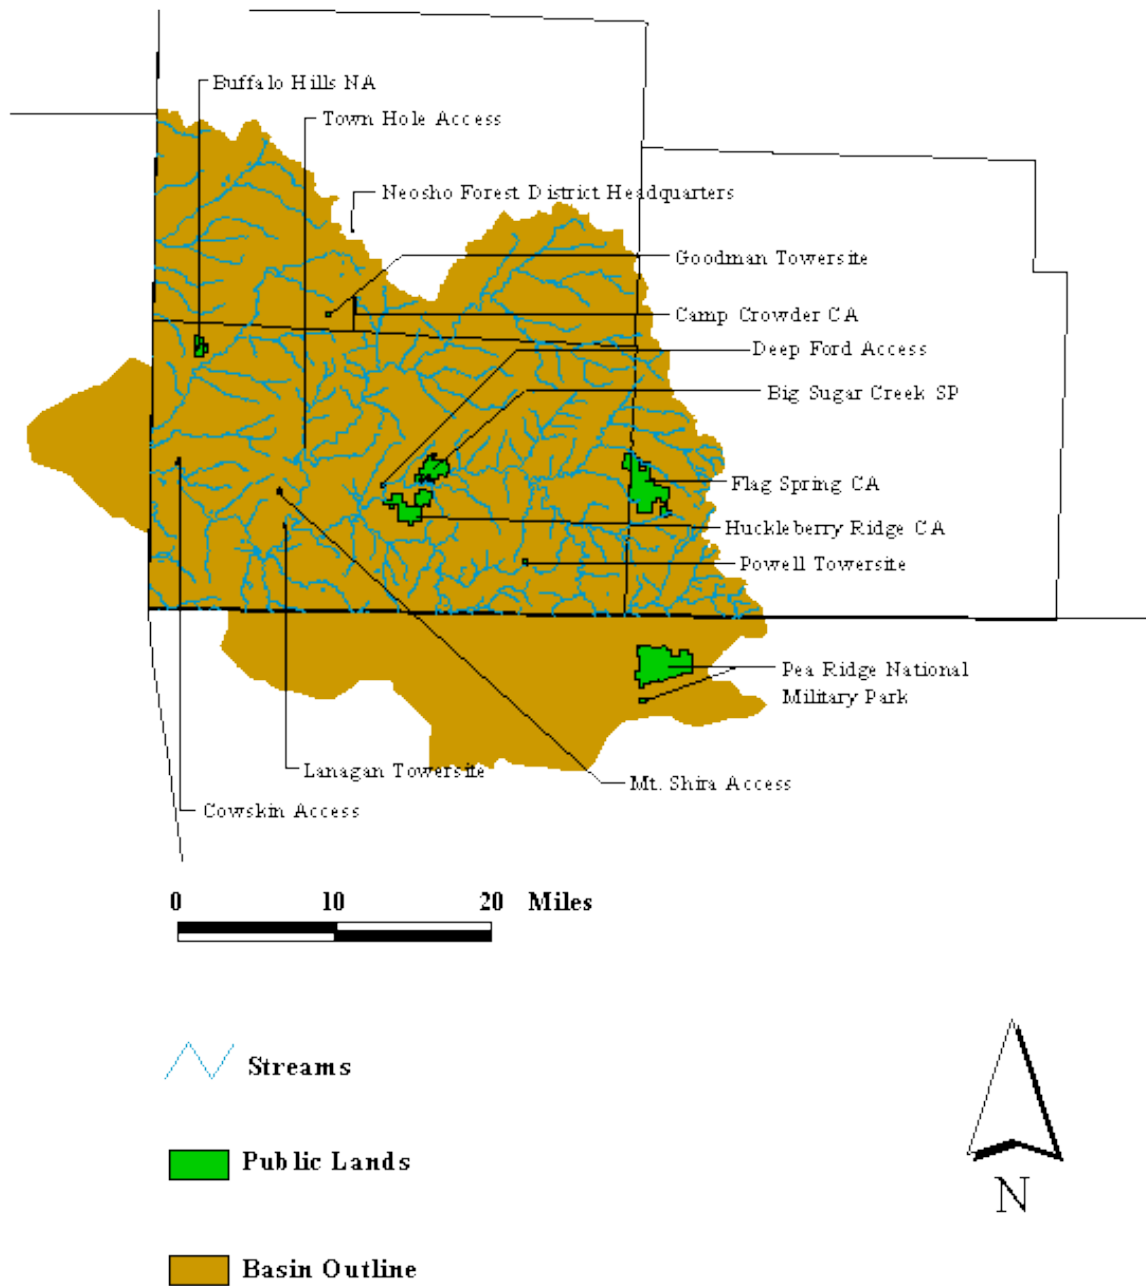 Buffalo Hills NA
Town Hole Access
Neosho Forest District Headquarters
Goodman Towersite
Camp Crowder CA
Deep Ford Access
Big Sugar Creek SP
Flag Spring CA
Huckleberry Ridge CA
Powell Towersite
Pea Ridge National
Military Park
Lanagan Towersite
Mt. Shira Access
Cowskin Access
0 10 20 Miles
Streams
Public Lands
N
Basin Outline